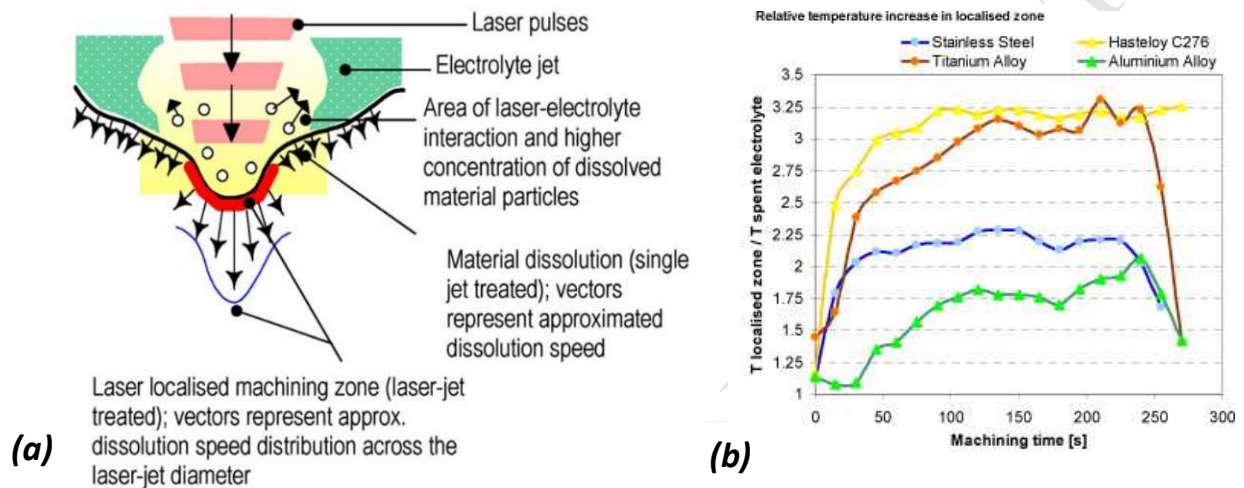 Laser pulses
Electrolyte jet
Area of laser-electrolyte
interaction and higher
concentration of dissolved
material particles
Material dissolution (single
jet treated); vectors
represent approximated
dissolution speed
Laser localised machining zone (laser-jet
treated); vectors represent approx.
dissolution speed distribution across the
laser-jet diameter
(a)
Relative temperature increase in localised zone
Stainless Steel
Hasteloy C276
Titanium Alloy
Aluminium Alloy
T localised zone / T spent electrolyte
3.5
3.25
3
2.75
2.5
2.25
2
1.75
1.5
1.25
1
0
50
100
150
200
250
300
Machining time [s]
(b)